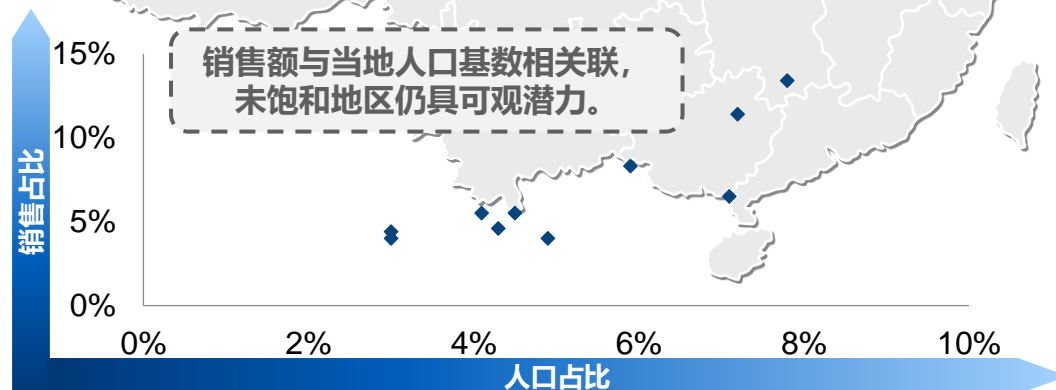 销售额与当地人口基数相关联，
未饱和地区仍具可观潜力。
15%
10%
5%
0%
销售占比
0%
2%
4%
6%
8%
10%
人口占比